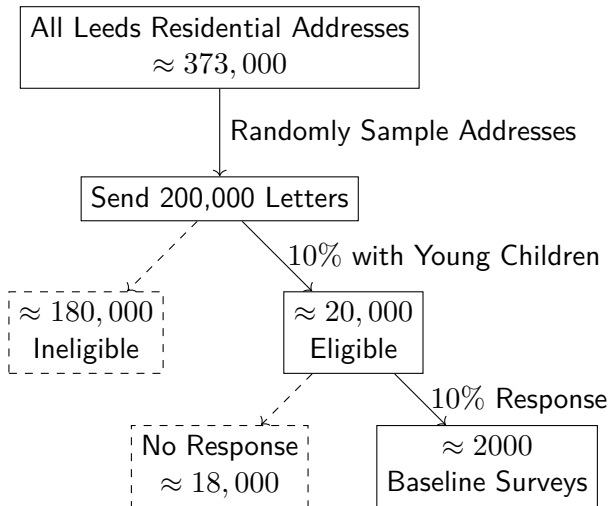 All Leeds Residential Addresses
≈ 373,000
Randomly Sample Addresses
Send 200,000 Letters
10% with Young Children
≈ 180,000
Ineligible
≈ 20,000
Eligible
10% Response
No Response
≈ 18,000
≈ 2000
Baseline Surveys